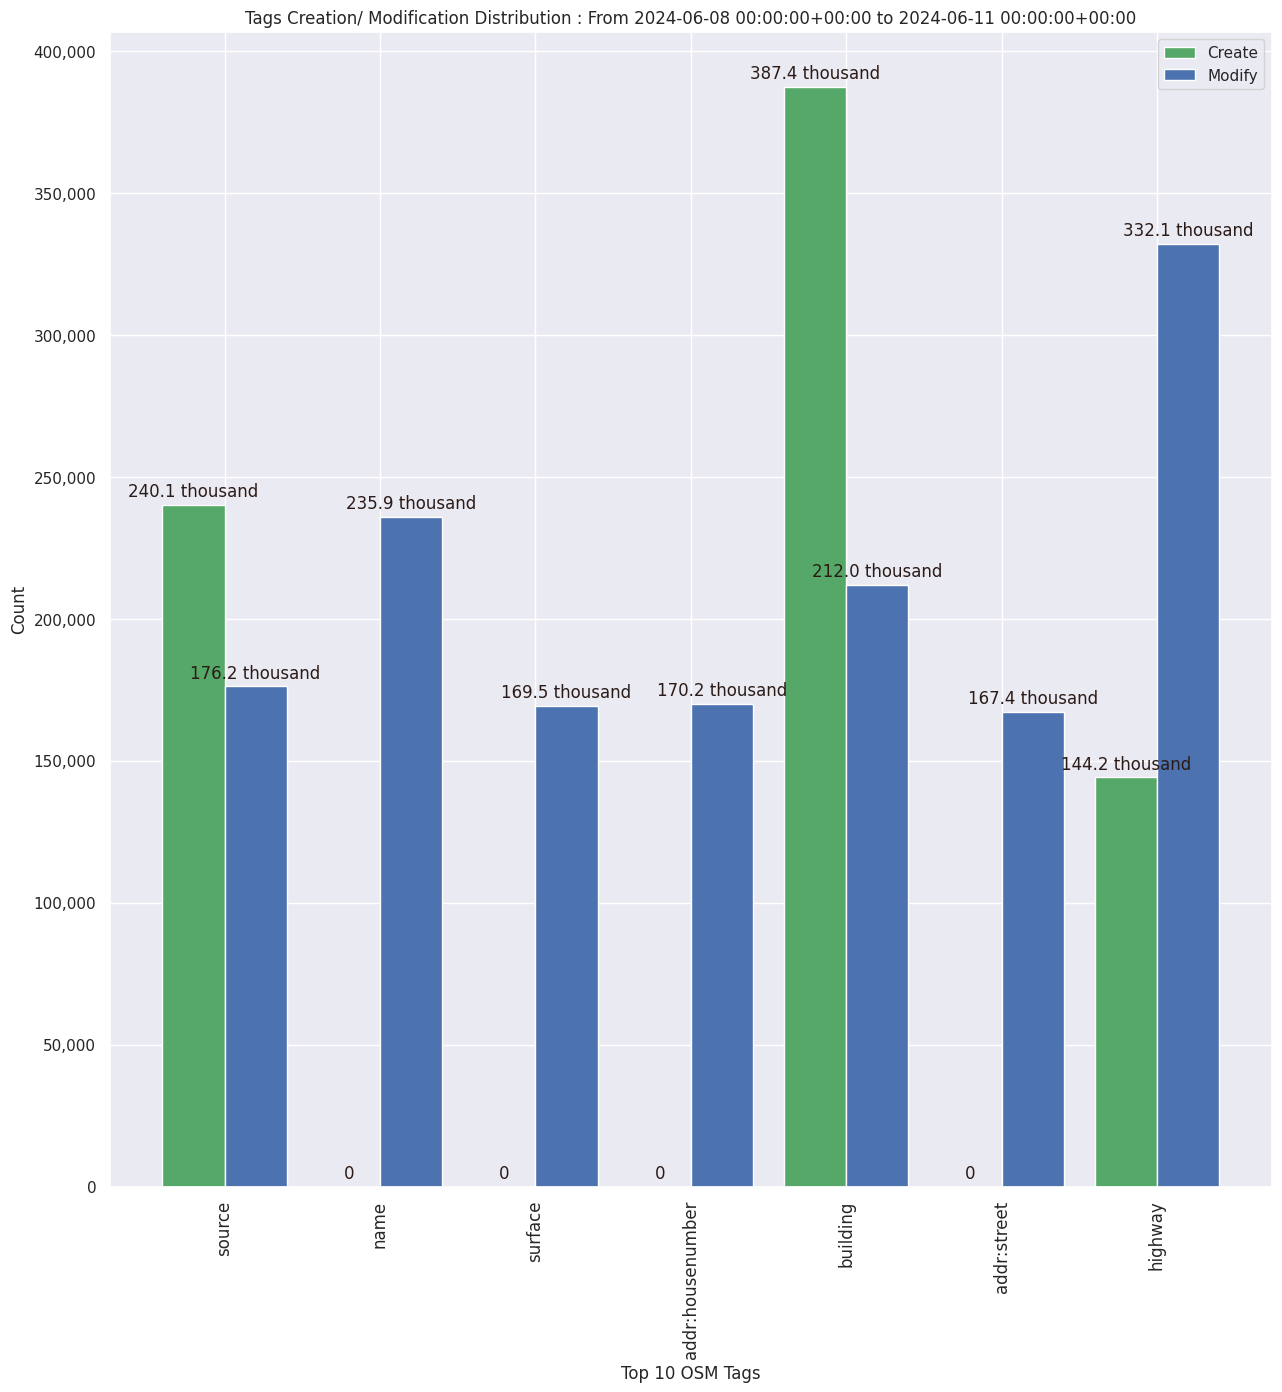 Tags Creation/ Modification Distribution : From 2024-06-08 00:00:00+00:00 to 2024-06-11 00:00:00+00:00
Create
Modify
Count
400,000
350,000
300,000
250,000
200,000
150,000
100,000
50,000
0
240.1 thousand
176.2 thousand
0
235.9 thousand
0
169.5 thousand
0
170.2 thousand
387.4 thousand
212.0 thousand
0
167.4 thousand
144.2 thousand
332.1 thousand
source
name
surface
addr:housenumber
building
addr:street
highway
Top 10 OSM Tags